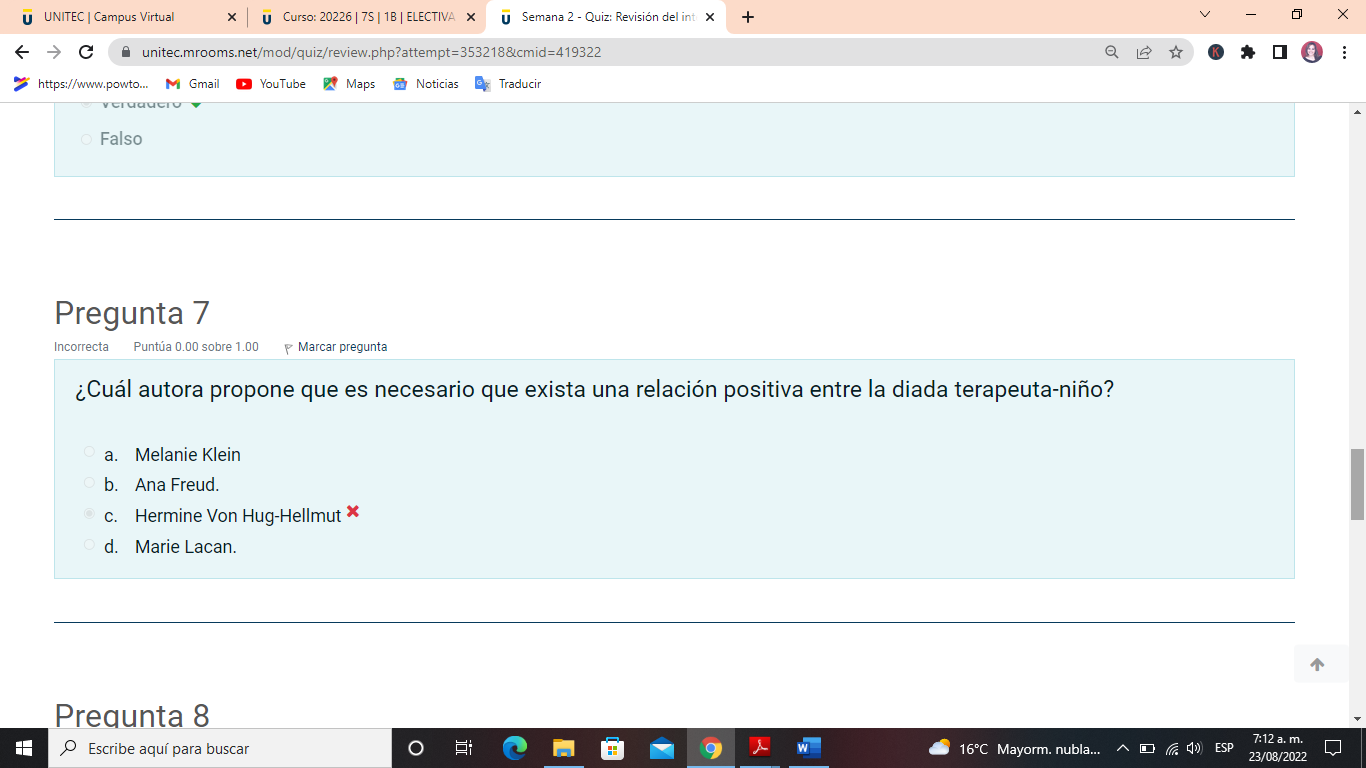 UNITEC | Campus Virtual
Curso: 20226 | 7S | 1B | ELECTIVA
Semana 2 - Quiz: Revisión del int
unitec.mrooms.net/mod/quiz/review.php?attempt=353218&cmid=419322
https://www.powto...
Gmail
YouTube
Maps
Noticias
Traducir
Verdadero
Falso
Pregunta 7
Incorrecta
Puntúa 0.00 sobre 1.00
Marcar pregunta
¿Cuál autora propone que es necesario que exista una relación positiva entre la diada terapeuta-niño?
a. Melanie Klein
b. Ana Freud.
c. Hermine Von Hug-Hellmut
d. Marie Lacan.
Pregunta 8
Escribe aquí para buscar
16°C Mayorm. nubla...
ESP
7:12 a. m.
23/08/2022